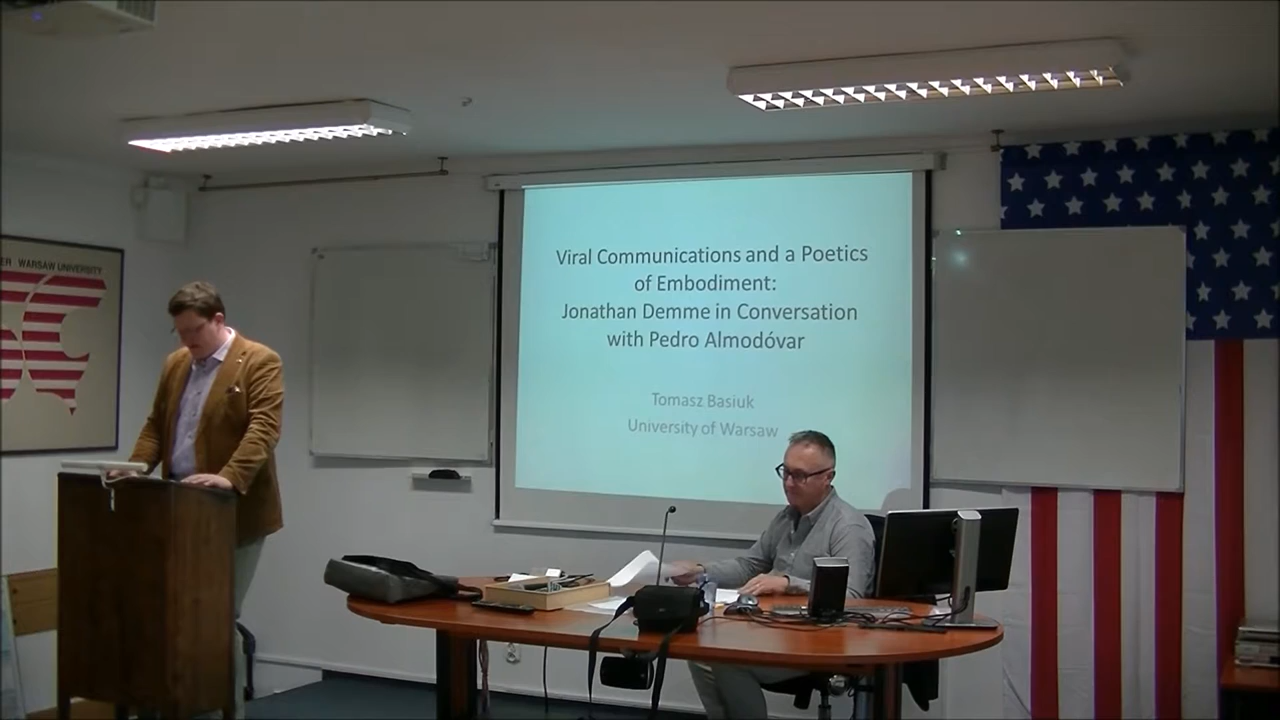 ER WARSAW UNIVERSITY
Viral Communications and a Poetics
of Embodiment:
Jonathan Demme in Conversation
with Pedro Almodóvar
Tomasz Basiuk
University of Warsaw